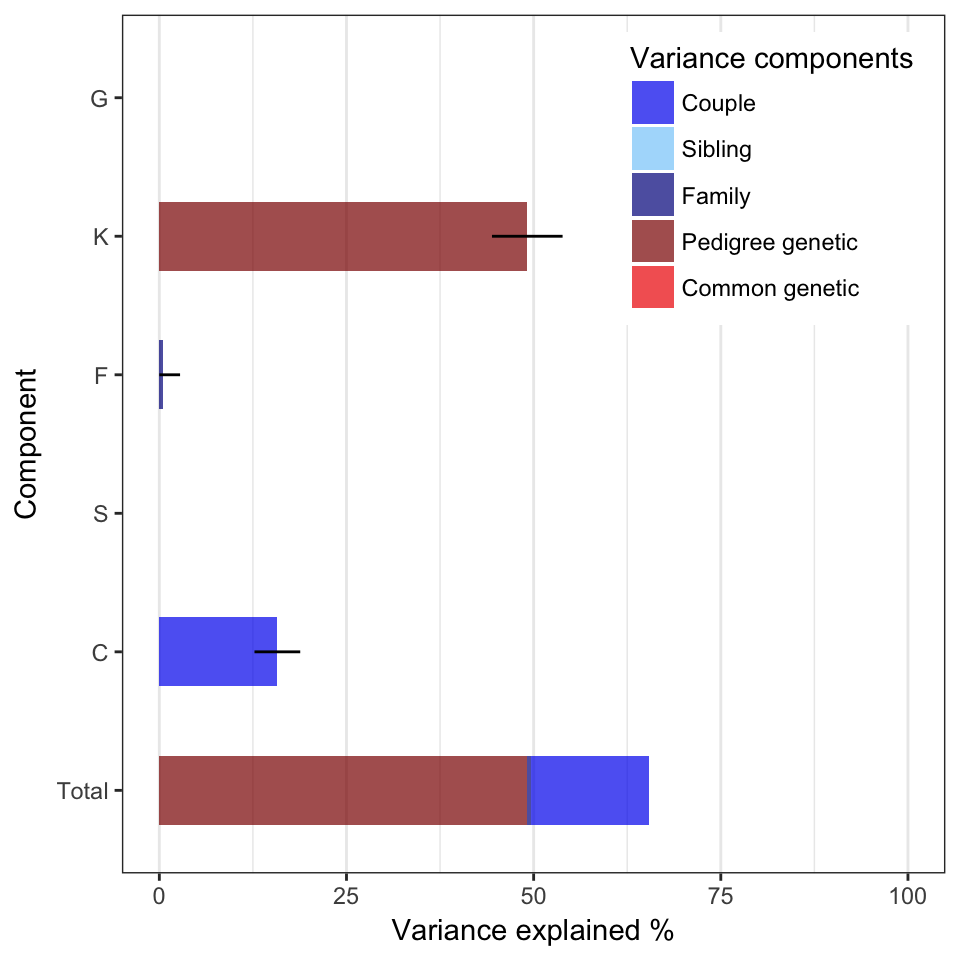 Variance components
Couple
Sibling
Family
Pedigree genetic
Common genetic
G
K
F
S
C
Total
Component
0 25 50 75 100
Variance explained %